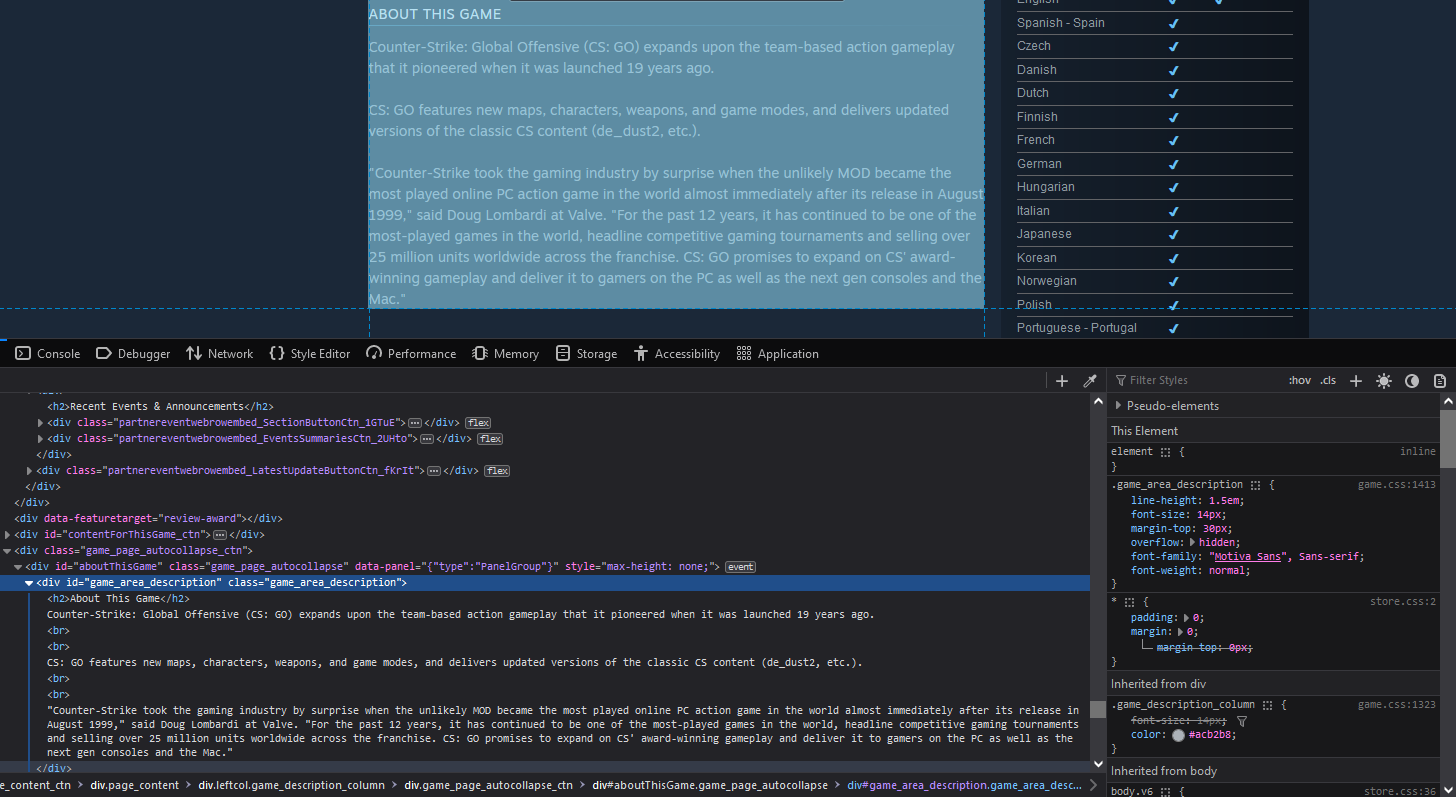 ABOUT THIS GAME
Counter-Strike: Global Offensive (CS: GO) expands upon the team-based action gameplay
that it pioneered when it was launched 19 years ago.
CS: GO features new maps, characters, weapons, and game modes, and delivers updated
versions of the classic CS content (de_dust2, etc.).
"Counter-Strike took the gaming industry by surprise when the unlikely MOD became the
most played online PC action game in the world almost immediately after its release in August
1999," said Doug Lombardi at Valve. "For the past 12 years, it has continued to be one of the
most-played games in the world, headline competitive gaming tournaments and selling over
25 million units worldwide across the franchise. CS: GO promises to expand on CS' award-
winning gameplay and deliver it to gamers on the PC as well as the next gen consoles and the
Mac."
English ✔ ✔
Spanish - Spain ✔
Czech ✔
Danish ✔
Dutch ✔
Finnish ✔
French ✔
German ✔
Hungarian ✔
Italian ✔
Japanese ✔
Korean ✔
Norwegian ✔
Polish ✔
Portuguese - Portugal ✔
Console Debugger Network {} Style Editor Performance Memory Storage Accessibility Application
<h2>Recent Events & Announcements</h2>
<div class="partnereventwebrowembed_SectionButtonCtn_1GTuE">…</div> flex
<div class="partnereventwebrowembed_EventsSummariesCtn_2UHto">…</div> flex
</div>
<div class="partnereventwebrowembed_LatestUpdateButtonCtn_fKrIt">…</div> flex
</div>
</div>
<div data-featuretarget="review-award"></div>
<div id="contentForThisGame_ctn">…</div>
<div class="game_page_autocollapse_ctn">
<div id="aboutThisGame" class="game_page_autocollapse" data-panel="{"type":"PanelGroup"}" style="max-height: none;"> event
<div id="game_area_description" class="game_area_description">
<h2>About This Game</h2>
Counter-Strike: Global Offensive (CS: GO) expands upon the team-based action gameplay that it pioneered when it was launched 19 years ago.
<br>
<br>
CS: GO features new maps, characters, weapons, and game modes, and delivers updated versions of the classic CS content (de_dust2, etc.).
<br>
<br>
"Counter-Strike took the gaming industry by surprise when the unlikely MOD became the most played online PC action game in the world almost immediately after its release in
August 1999," said Doug Lombardi at Valve. "For the past 12 years, it has continued to be one of the most-played games in the world, headline competitive gaming tournaments
and selling over 25 million units worldwide across the franchise. CS: GO promises to expand on CS' award-winning gameplay and deliver it to gamers on the PC as well as the
next gen consoles and the Mac."
</div>
e_content_ctn > div.page_content > div.leftcol.game_description_column > div.game_page_autocollapse_ctn > div#aboutThisGame.game_page_autocollapse > div#game_area_description.game_area_desc…
Filter Styles :hov .cls +
Pseudo-elements
This Element
element { inline
}
.game_area_description { game.css:1413
line-height: 1.5em;
font-size: 14px;
margin-top: 30px;
overflow: hidden;
font-family: "Motiva Sans", Sans-serif;
font-weight: normal;
}
* { store.css:2
padding: 0;
margin: 0;
margin-top: 0px;
}
Inherited from div
.game_description_column { game.css:1323
font-size: 14px;
color: #acb2b8;
}
Inherited from body
body.v6 { store.css:36